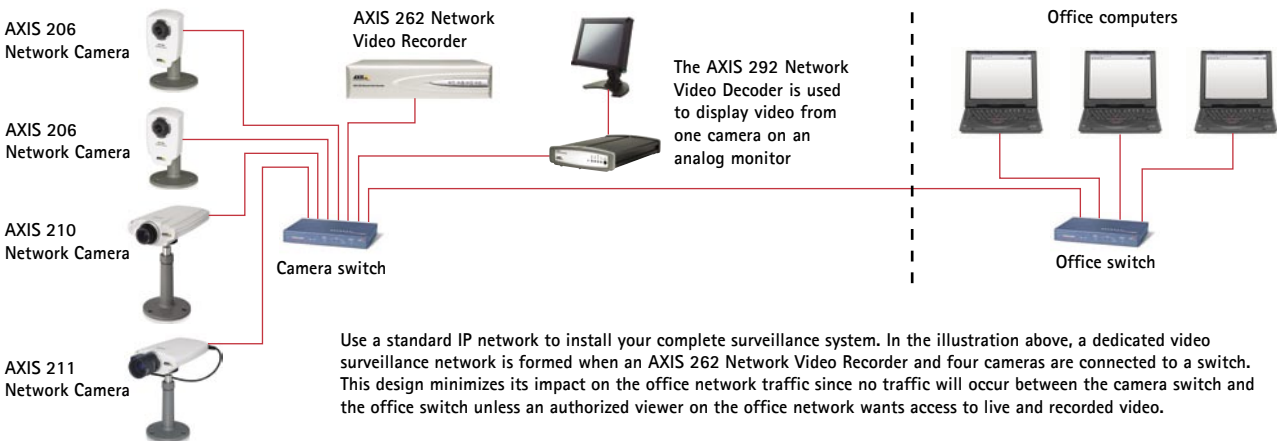 AXIS 206
Network Camera
AXIS 262 Network
Video Recorder
The AXIS 292 Network
Video Decoder is used
to display video from
one camera on an
analog monitor
Office computers
AXIS 206
Network Camera
AXIS 210
Network Camera
Camera switch
Office switch
AXIS 211
Network Camera
Use a standard IP network to install your complete surveillance system. In the illustration above, a dedicated video
surveillance network is formed when an AXIS 262 Network Video Recorder and four cameras are connected to a switch.
This design minimizes its impact on the office network traffic since no traffic will occur between the camera switch and
the office switch unless an authorized viewer on the office network wants access to live and recorded video.